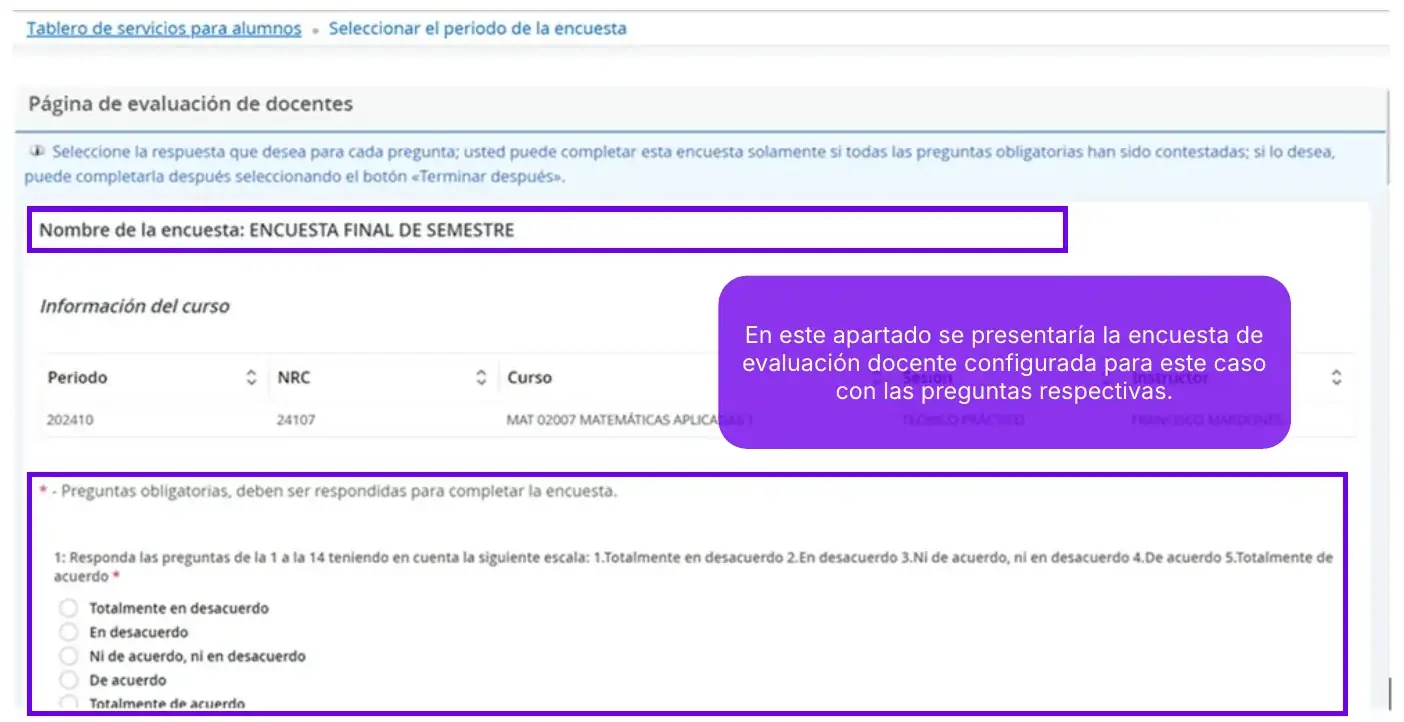 Tablero de servicios para alumnos • Seleccionar el periodo de la encuesta
Página de evaluación de docentes
Seleccione la respuesta que desea para cada pregunta; usted puede completar esta encuesta solamente si todas las preguntas obligatorias han sido contestadas; si lo desea,
puede completarla después seleccionando el botón «Terminar después».
Nombre de la encuesta: ENCUESTA FINAL DE SEMESTRE
Información del curso
En este apartado se presentaría la encuesta de
evaluación docente configurada para este caso
con las preguntas respectivas.
Periodo NRC Curso Sesión Instructor
202410 24107 MAT 02007 MATEMÁTICAS APLICADAS I TEÓRICO PRÁCTICO FRANCISCO MARDONES
* - Preguntas obligatorias, deben ser respondidas para completar la encuesta.
1: Responda las preguntas de la 1 a la 14 teniendo en cuenta la siguiente escala: 1.Totalmente en desacuerdo 2.En desacuerdo 3.Ni de acuerdo, ni en desacuerdo 4.De acuerdo 5.Totalmente de
acuerdo *
Totalmente en desacuerdo
En desacuerdo
Ni de acuerdo, ni en desacuerdo
De acuerdo
Totalmente de acuerdo